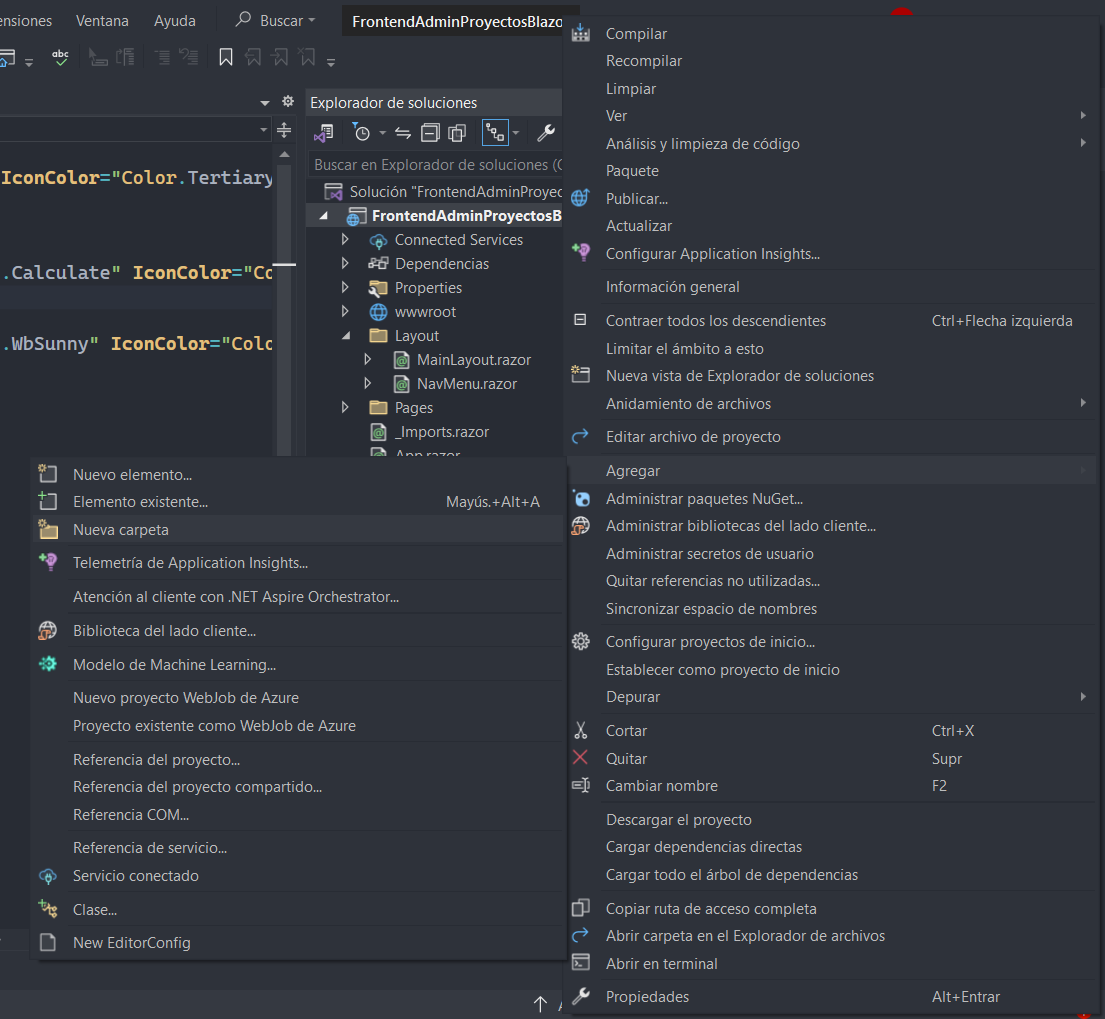 ensiones Ventana Ayuda Buscar FrontendAdminProyectosBlazo
abc
Explorador de soluciones
Buscar en Explorador de soluciones (C
IconColor="Color.Tertiary
.Calculate" IconColor="Co
.WbSunny" IconColor="Colo
Solución "FrontendAdminProyec
FrontendAdminProyectosB
Connected Services
Dependencias
Properties
wwwroot
Layout
MainLayout.razor
NavMenu.razor
Pages
_Imports.razor
App.razor
Compilar
Recompilar
Limpiar
Ver
Análisis y limpieza de código
Paquete
Publicar...
Actualizar
Configurar Application Insights...
Información general
Contraer todos los descendientes Ctrl+Flecha izquierda
Limitar el ámbito a esto
Nueva vista de Explorador de soluciones
Anidamiento de archivos
Editar archivo de proyecto
Agregar
Administrar paquetes NuGet...
Administrar bibliotecas del lado cliente...
Administrar secretos de usuario
Quitar referencias no utilizadas...
Sincronizar espacio de nombres
Configurar proyectos de inicio...
Establecer como proyecto de inicio
Depurar
Cortar Ctrl+X
Quitar Supr
Cambiar nombre F2
Descargar el proyecto
Cargar dependencias directas
Cargar todo el árbol de dependencias
Copiar ruta de acceso completa
Abrir carpeta en el Explorador de archivos
Abrir en terminal
Propiedades Alt+Entrar
Nuevo elemento...
Elemento existente... Mayús.+Alt+A
Nueva carpeta
Telemetría de Application Insights...
Atención al cliente con .NET Aspire Orchestrator...
Biblioteca del lado cliente...
Modelo de Machine Learning...
Nuevo proyecto WebJob de Azure
Proyecto existente como WebJob de Azure
Referencia del proyecto...
Referencia del proyecto compartido...
Referencia COM...
Referencia de servicio...
Servicio conectado
Clase...
New EditorConfig